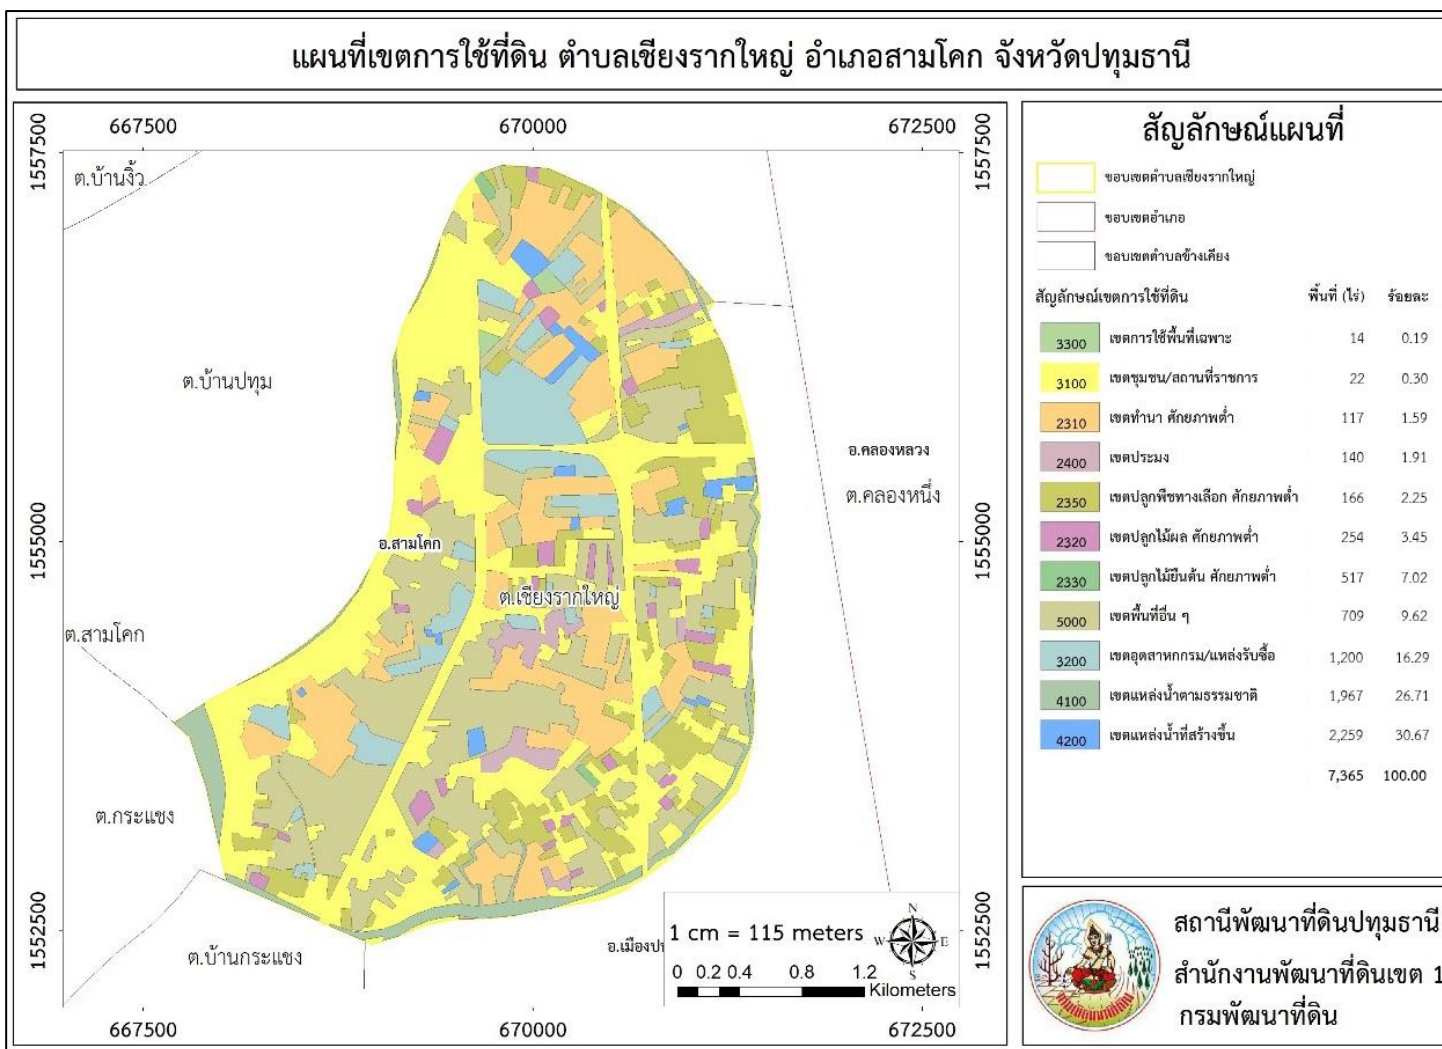 แผนที่เขตการใช้ที่ดิน ตำบลเชียงรากใหญ่ อำเภอสามโคก จังหวัดปทุมธานี
667500 670000 672500
1557500 1557500
ต.บ้านงิ้ว
ต.บ้านปทุม
อ.คลองหลวง
ต.คลองหนึ่ง
1555000 1555000
อ.สามโคก
ต.เชียงรากใหญ่
ต.สามโคก
ต.กระแชง
1552500 1552500
ต.บ้านกระแชง
อ.เมืองป
1 cm = 115 meters
N
W E
S
0 0.2 0.4 0.8 1.2
Kilometers
667500 670000 672500
สัญลักษณ์แผนที่
ขอบเขตตำบลเชียงรากใหญ่
ขอบเขตอำเภอ
ขอบเขตตำบลข้างเคียง
สัญลักษณ์เขตการใช้ที่ดิน พื้นที่ (ไร่) ร้อยละ
3300 เขตการใช้พื้นที่เฉพาะ 14 0.19
3100 เขตชุมชน/สถานที่ราชการ 22 0.30
2310 เขตทำนา ศักยภาพต่ำ 117 1.59
2400 เขตประมง 140 1.91
2350 เขตปลูกพืชทางเลือก ศักยภาพต่ำ 166 2.25
2320 เขตปลูกไม้ผล ศักยภาพต่ำ 254 3.45
2330 เขตปลูกไม้ยืนต้น ศักยภาพต่ำ 517 7.02
5000 เขตพื้นที่อื่น ๆ 709 9.62
3200 เขตอุตสาหกรรม/แหล่งรับซื้อ 1,200 16.29
4100 เขตแหล่งน้ำตามธรรมชาติ 1,967 26.71
4200 เขตแหล่งน้ำที่สร้างขึ้น 2,259 30.67
7,365 100.00
สถานีพัฒนาที่ดินปทุมธานี
สำนักงานพัฒนาที่ดินเขต 1
กรมพัฒนาที่ดิน